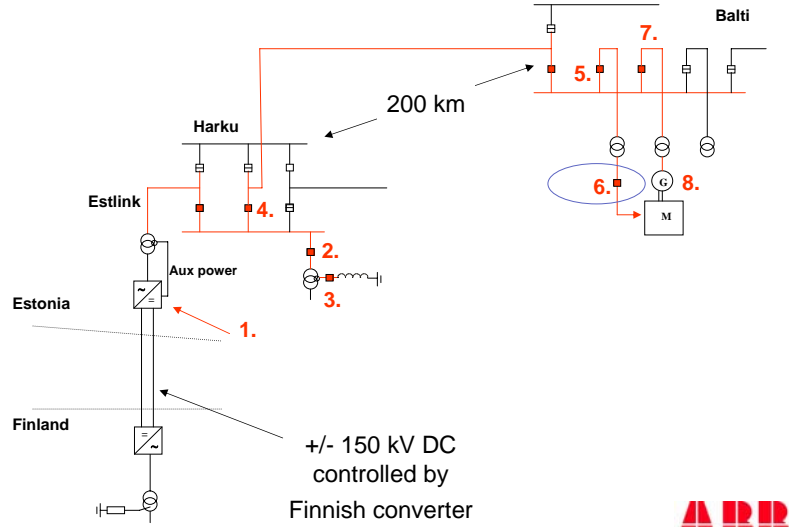 Balti
7.
5.
200 km
Harku
6.
G
8.
M
Estlink
4.
2.
Aux power
~
=
3.
Estonia
1.
Finland
=
~
+/- 150 kV DC
controlled by
Finnish converter
ABB